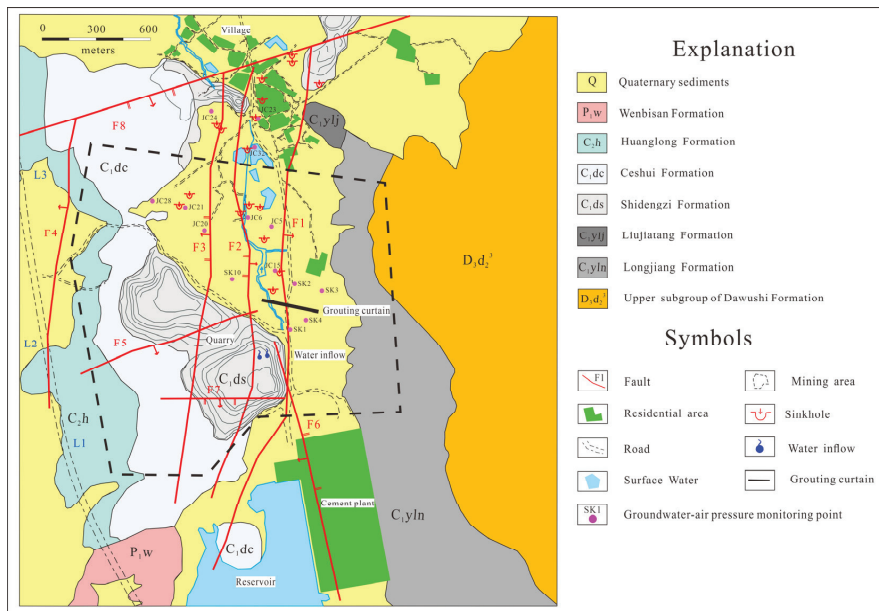 0 300 600
meters
Village
F8
C₁dc
JC24
JC23
C₁ylj
JC32
L3
JC28
JC21
JC6
JC5
JC20
F4
F3
F2
F1
D₃d₂³
JC15
SK10
SK2
SK3
Grouting curtain
SK4
SK1
L2
F5
Quarry
Water inflow
C₁ds
F7
C₂h
L1
F6
Cement plant
C₁yln
P₁w
C₁dc
Reservoir
Explanation
Q Quaternary sediments
P₁w Wenbisan Formation
C₂h Huanglong Formation
C₁dc Ceshui Formation
C₁ds Shidengzi Formation
C₁ylj Liujiatang Formation
C₁yln Longjiang Formation
D₃d₂³ Upper subgroup of Dawushi Formation
Symbols
F1 Fault
Mining area
Residential area
Sinkhole
Road
Water inflow
Surface Water
Grouting curtain
SK1 Groundwater-air pressure monitoring point